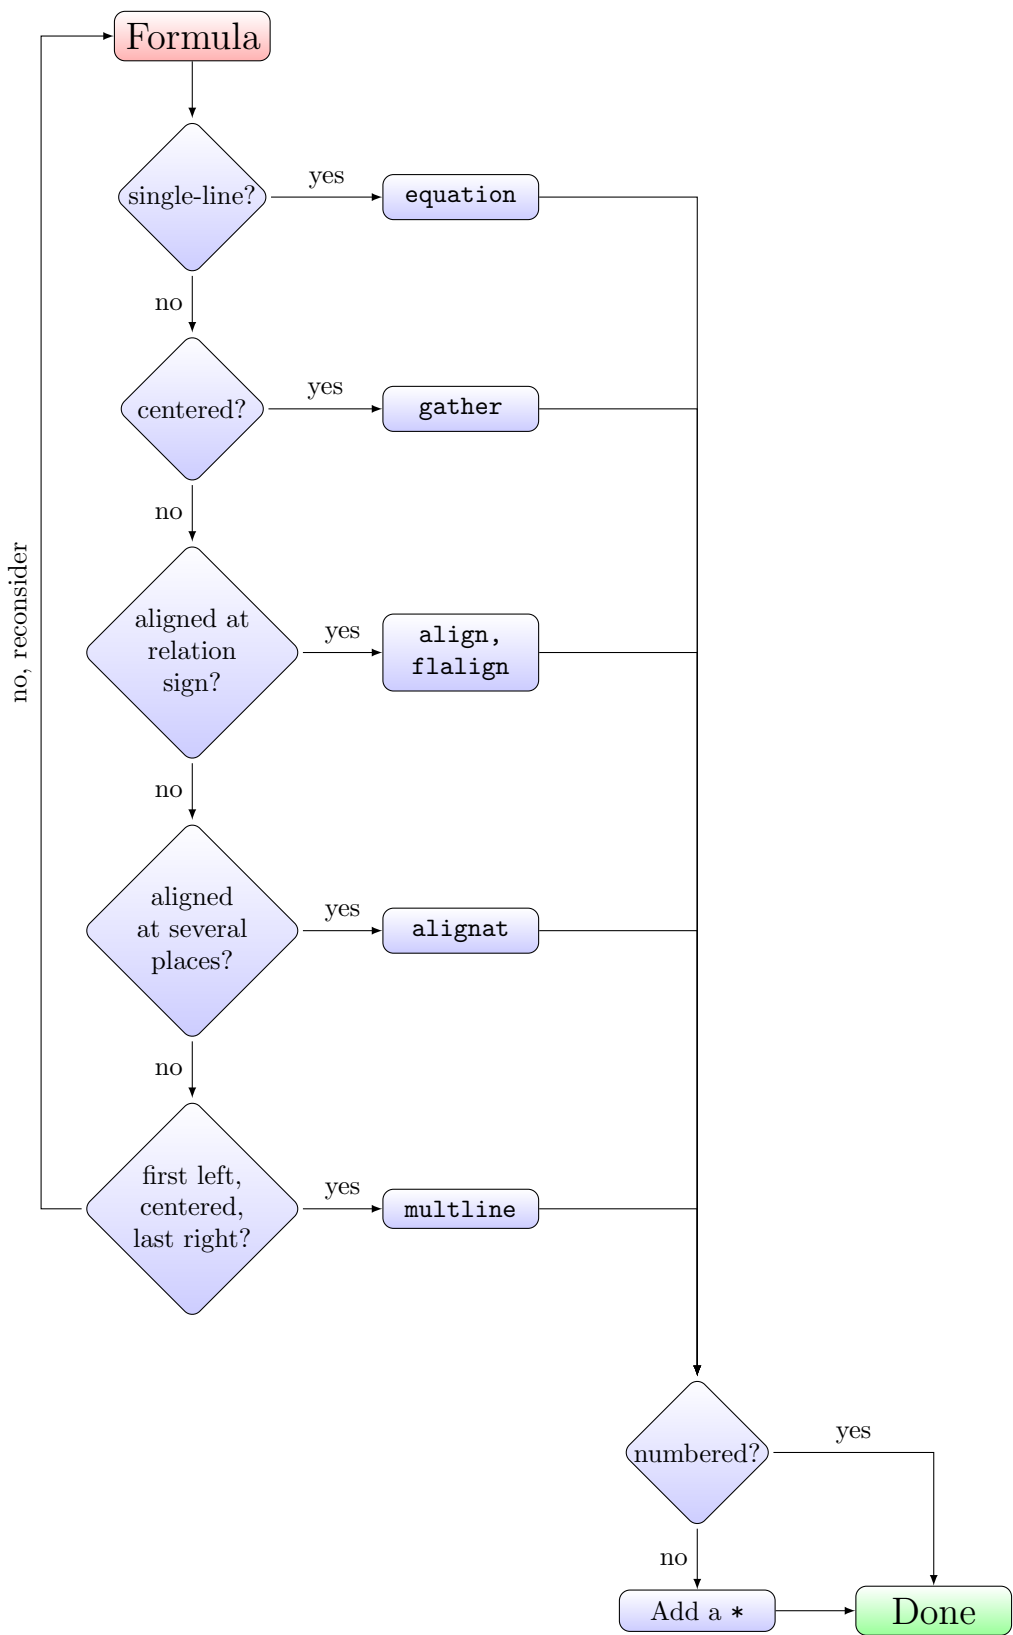 Formula
single-line?
yes
equation
no
centered?
yes
gather
no
no, reconsider
aligned at
relation
sign?
yes
align,
flalign
no
aligned
at several
places?
yes
alignat
no
first left,
centered,
last right?
yes
multline
numbered?
yes
no
Add a *
Done